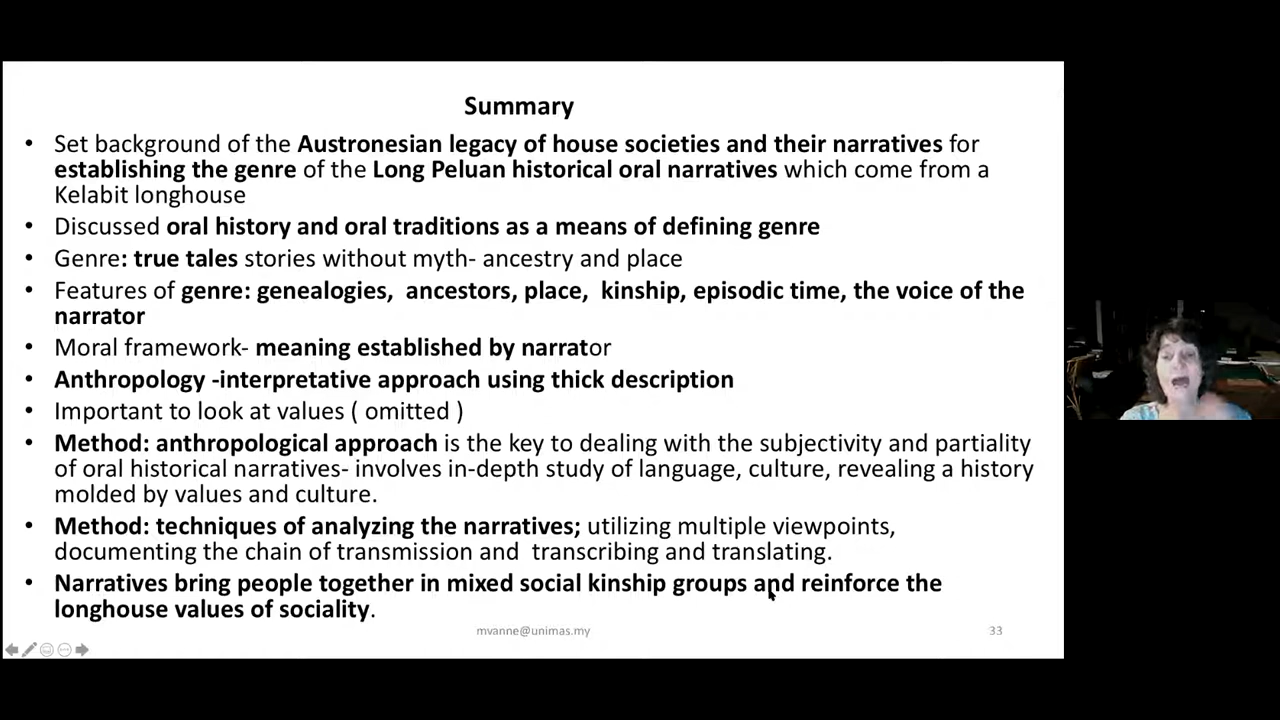 Summary
• Set background of the Austronesian legacy of house societies and their narratives for
establishing the genre of the Long Peluan historical oral narratives which come from a
Kelabit longhouse
• Discussed oral history and oral traditions as a means of defining genre
• Genre: true tales stories without myth- ancestry and place
• Features of genre: genealogies, ancestors, place, kinship, episodic time, the voice of the
narrator
• Moral framework- meaning established by narrator
• Anthropology -interpretative approach using thick description
• Important to look at values ( omitted )
• Method: anthropological approach is the key to dealing with the subjectivity and partiality
of oral historical narratives- involves in-depth study of language, culture, revealing a history
molded by values and culture.
• Method: techniques of analyzing the narratives; utilizing multiple viewpoints,
documenting the chain of transmission and transcribing and translating.
• Narratives bring people together in mixed social kinship groups and reinforce the
longhouse values of sociality.
mvanne@unimas.my
33